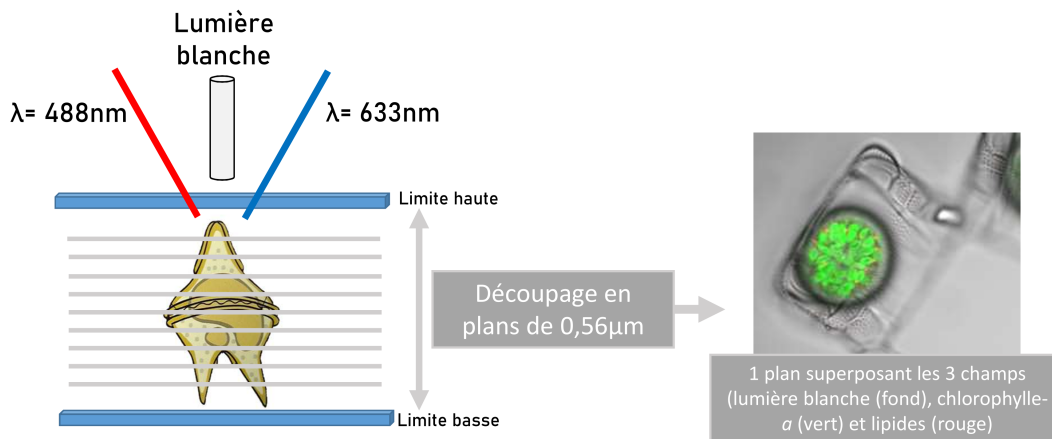 Lumière
blanche
λ= 488nm
λ= 633nm
Limite haute
Découpage en
plans de 0,56µm
Limite basse
1 plan superposant les 3 champs
(lumière blanche (fond), chlorophylle-
a (vert) et lipides (rouge)